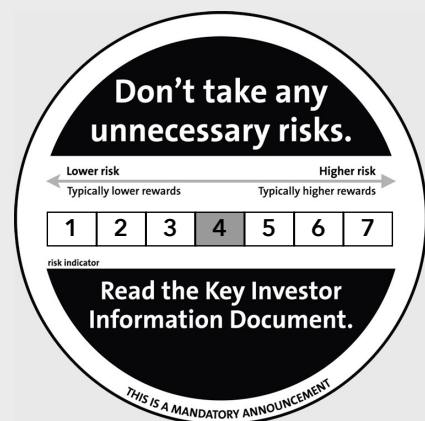 Don't take any
unnecessary risks.
Lower risk Higher risk
Typically lower rewards Typically higher rewards
1 2 3 4 5 6 7
risk indicator
Read the Key Investor
Information Document.
THIS IS A MANDATORY ANNOUNCEMENT